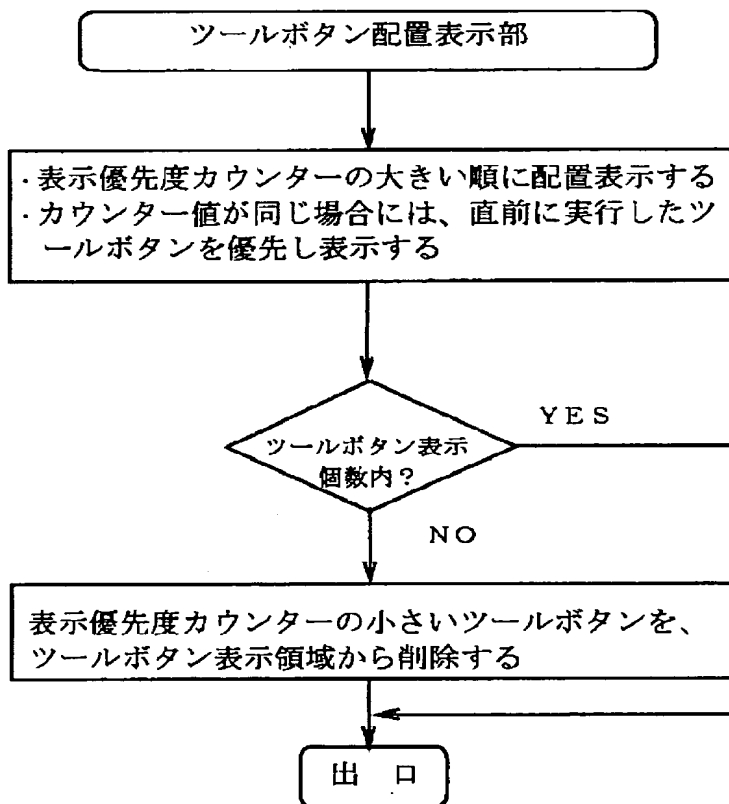 ツールボタン配置表示部
・表示優先度カウンターの大きい順に配置表示する
・カウンター値が同じ場合には、直前に実行したツ
ールボタンを優先し表示する
YES
ツールボタン表示
個数内？
NO
表示優先度カウンターの小さいツールボタンを、
ツールボタン表示領域から削除する
出　口